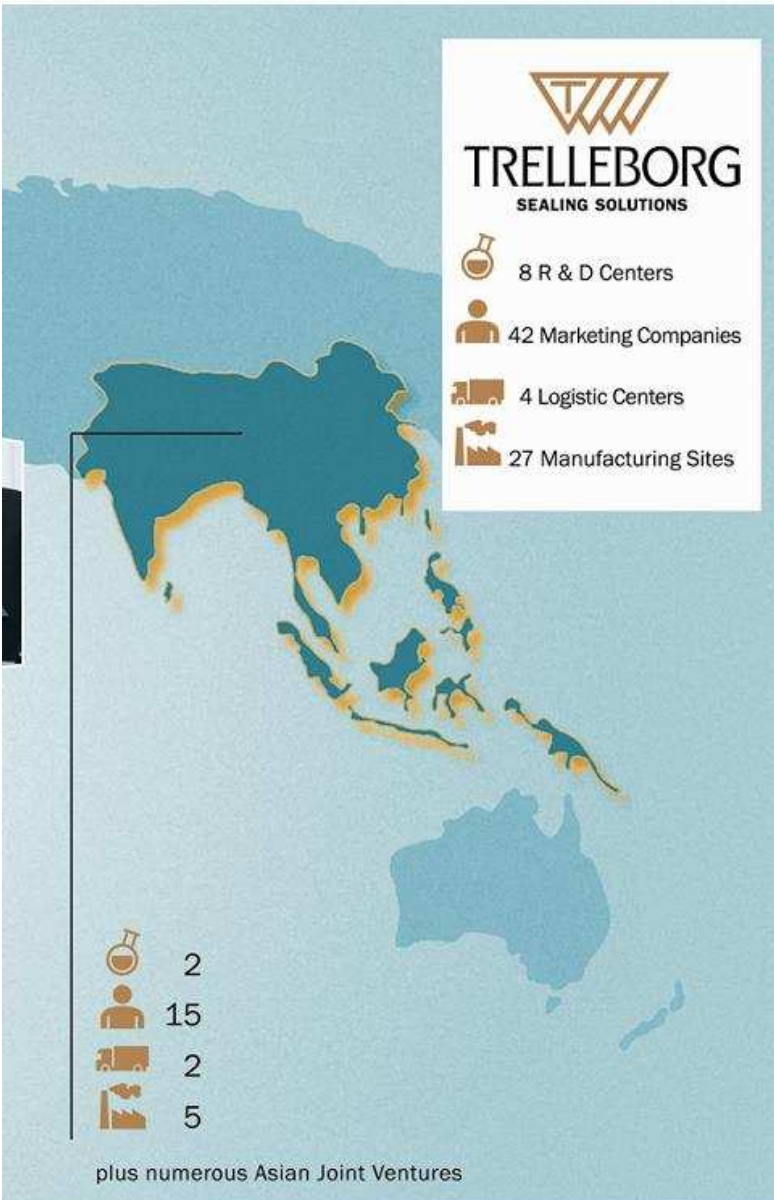 TRELLEBORG
SEALING SOLUTIONS
8 R & D Centers
42 Marketing Companies
4 Logistic Centers
27 Manufacturing Sites
2
15
2
5
plus numerous Asian Joint Ventures